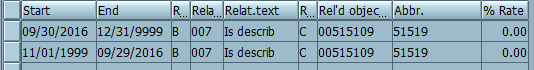 Start End R... Rela... Relat.text R... Rel'd objec... Abbr. % Rate
09/30/2016 12/31/9999 B 007 Is describ C 00515109 51519 0.00
11/01/1999 09/29/2016 B 007 Is describ C 00515109 51519 0.00